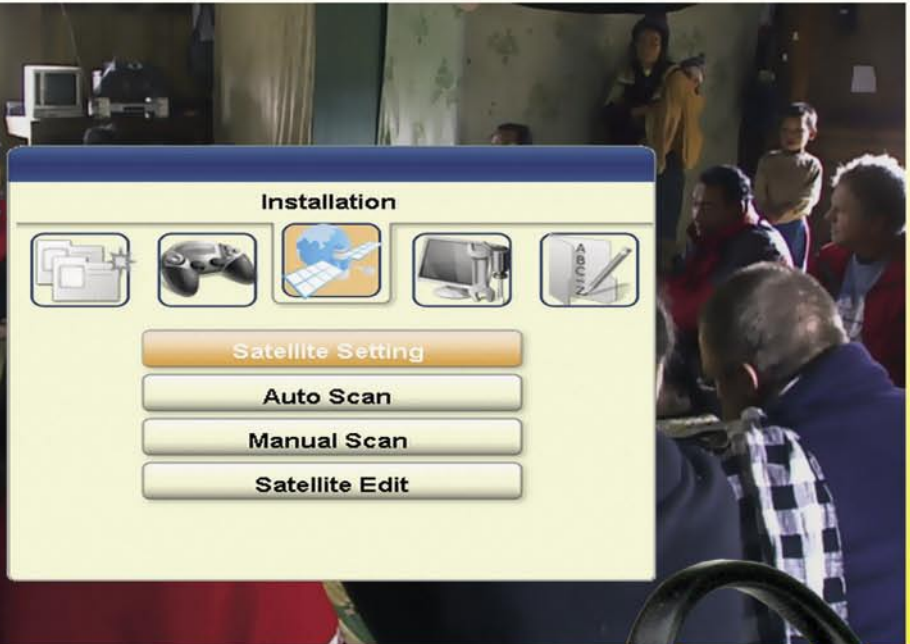 Installation
A
B
C
Z
Satellite Setting
Auto Scan
Manual Scan
Satellite Edit